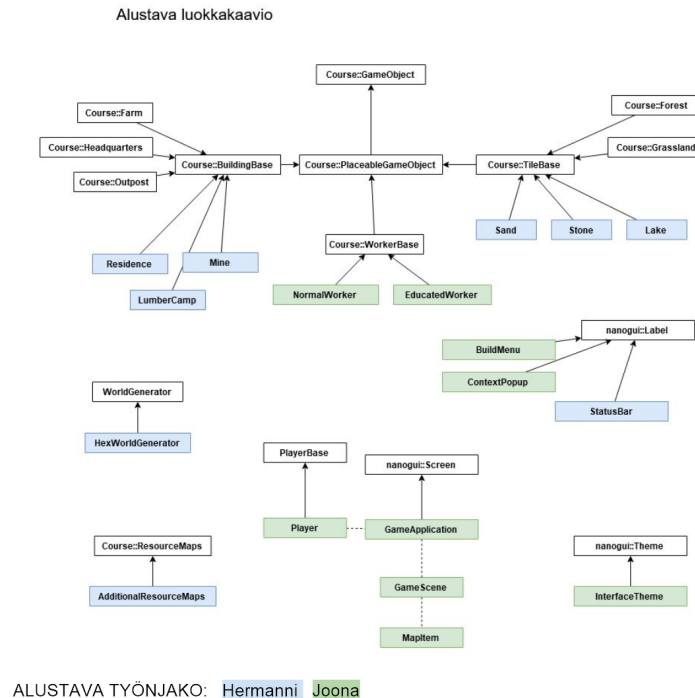 Alustava luokkakaavio
Course::GameObject
Course::Farm
Course::Forest
Course::Headquarters
Course::Grassland
Course::BuildingBase
Course::PlaceableGameObject
Course::TileBase
Course::Outpost
Sand
Stone
Lake
Course::WorkerBase
Residence
Mine
LumberCamp
NormalWorker
EducatedWorker
nanogui::Label
BuildMenu
ContextPopup
StatusBar
WorldGenerator
HexWorldGenerator
PlayerBase
nanogui::Screen
Player
GameApplication
Course::ResourceMaps
nanogui::Theme
GameScene
AdditionalResourceMaps
InterfaceTheme
MapItem
ALUSTAVA TYÖNJAKO: Hermanni Joona